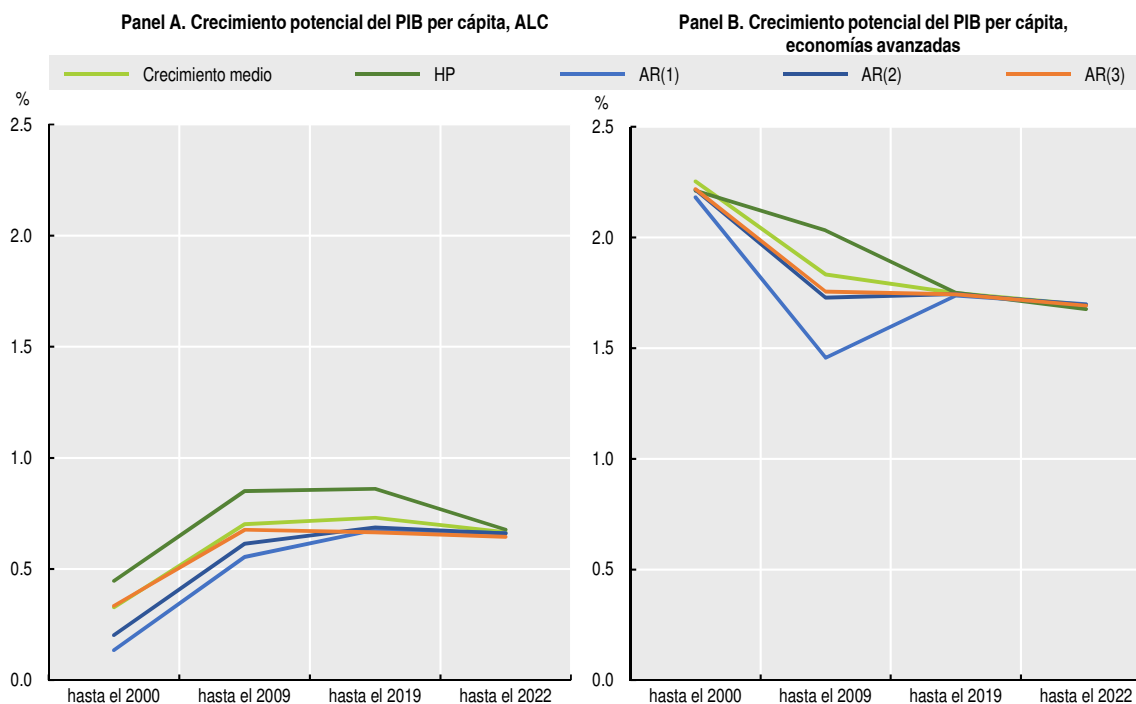 Panel A. Crecimiento potencial del PIB per cápita, ALC
Panel B. Crecimiento potencial del PIB per cápita,
economías avanzadas
Crecimiento medio
HP
AR(1)
AR(2)
AR(3)
%
2.5
2.0
1.5
1.0
0.5
0.0
hasta el 2000
hasta el 2009
hasta el 2019
hasta el 2022
%
2.5
2.0
1.5
1.0
0.5
0.0
hasta el 2000
hasta el 2009
hasta el 2019
hasta el 2022